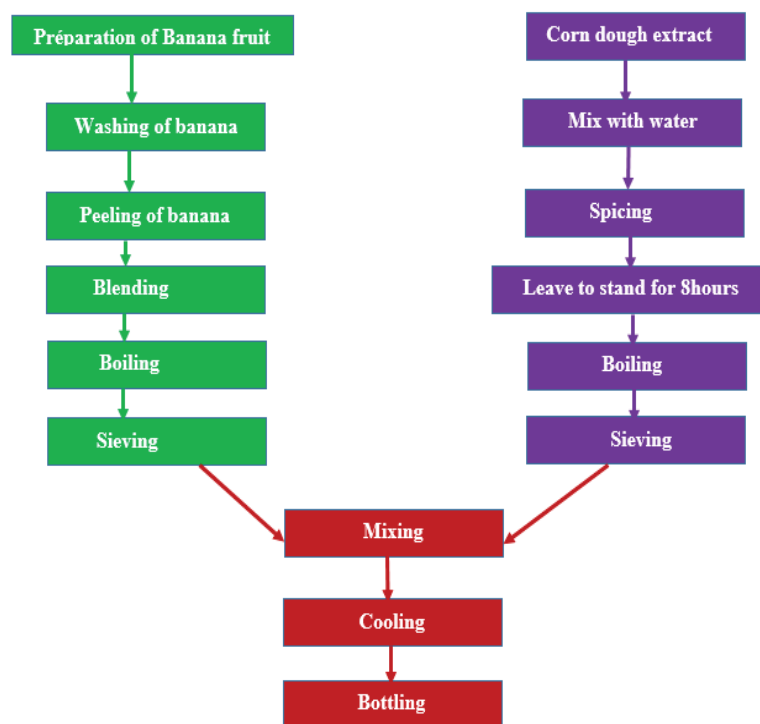 Préparation of Banana fruit
Washing of banana
Peeling of banana
Blending
Boiling
Sieving
Corn dough extract
Mix with water
Spicing
Leave to stand for 8hours
Boiling
Sieving
Mixing
Cooling
Bottling